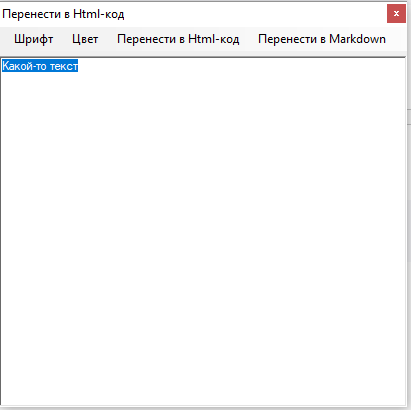 Перенести в Html-код
x
Шрифт Цвет Перенести в Html-код Перенести в Markdown
Какой-то текст